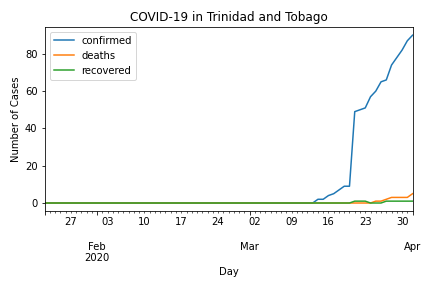 COVID-19 in Trinidad and Tobago
confirmed
deaths
recovered
Number of Cases
80
60
40
20
0
27 03 10 17 24 02 09 16 23 30
Feb Mar Apr
2020
Day